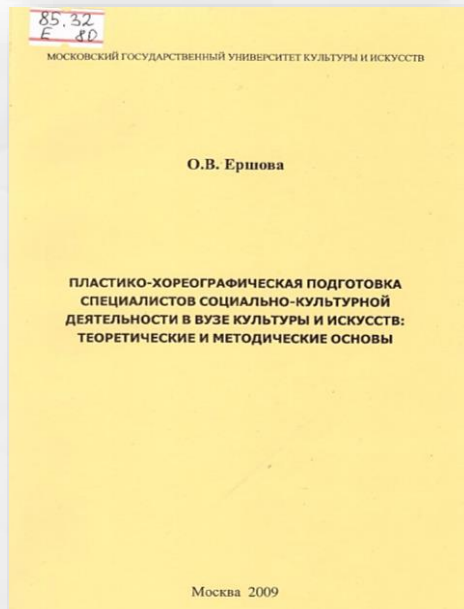 85.32
Е 80
МОСКОВСКИЙ ГОСУДАРСТВЕННЫЙ УНИВЕРСИТЕТ КУЛЬТУРЫ И ИСКУССТВ
О.В. Ершова
ПЛАСТИКО-ХОРЕОГРАФИЧЕСКАЯ ПОДГОТОВКА
СПЕЦИАЛИСТОВ СОЦИАЛЬНО-КУЛЬТУРНОЙ
ДЕЯТЕЛЬНОСТИ В ВУЗЕ КУЛЬТУРЫ И ИСКУССТВ:
ТЕОРЕТИЧЕСКИЕ И МЕТОДИЧЕСКИЕ ОСНОВЫ
Москва 2009